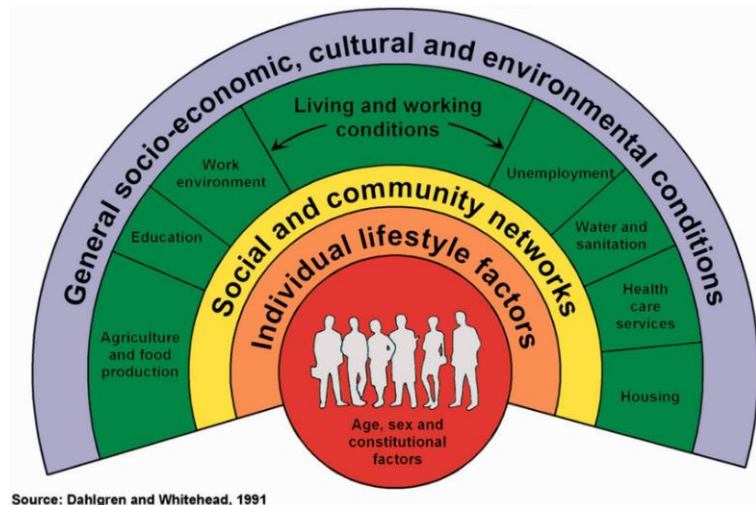 General socio-economic, cultural and environmental conditions
Living and working
conditions
Work
environment
Unemployment
Education
Water and
sanitation
Agriculture
and food
production
Health
care
services
Housing
Social and community networks
Individual lifestyle factors
Age, sex and
constitutional
factors
Source: Dahlgren and Whitehead, 1991